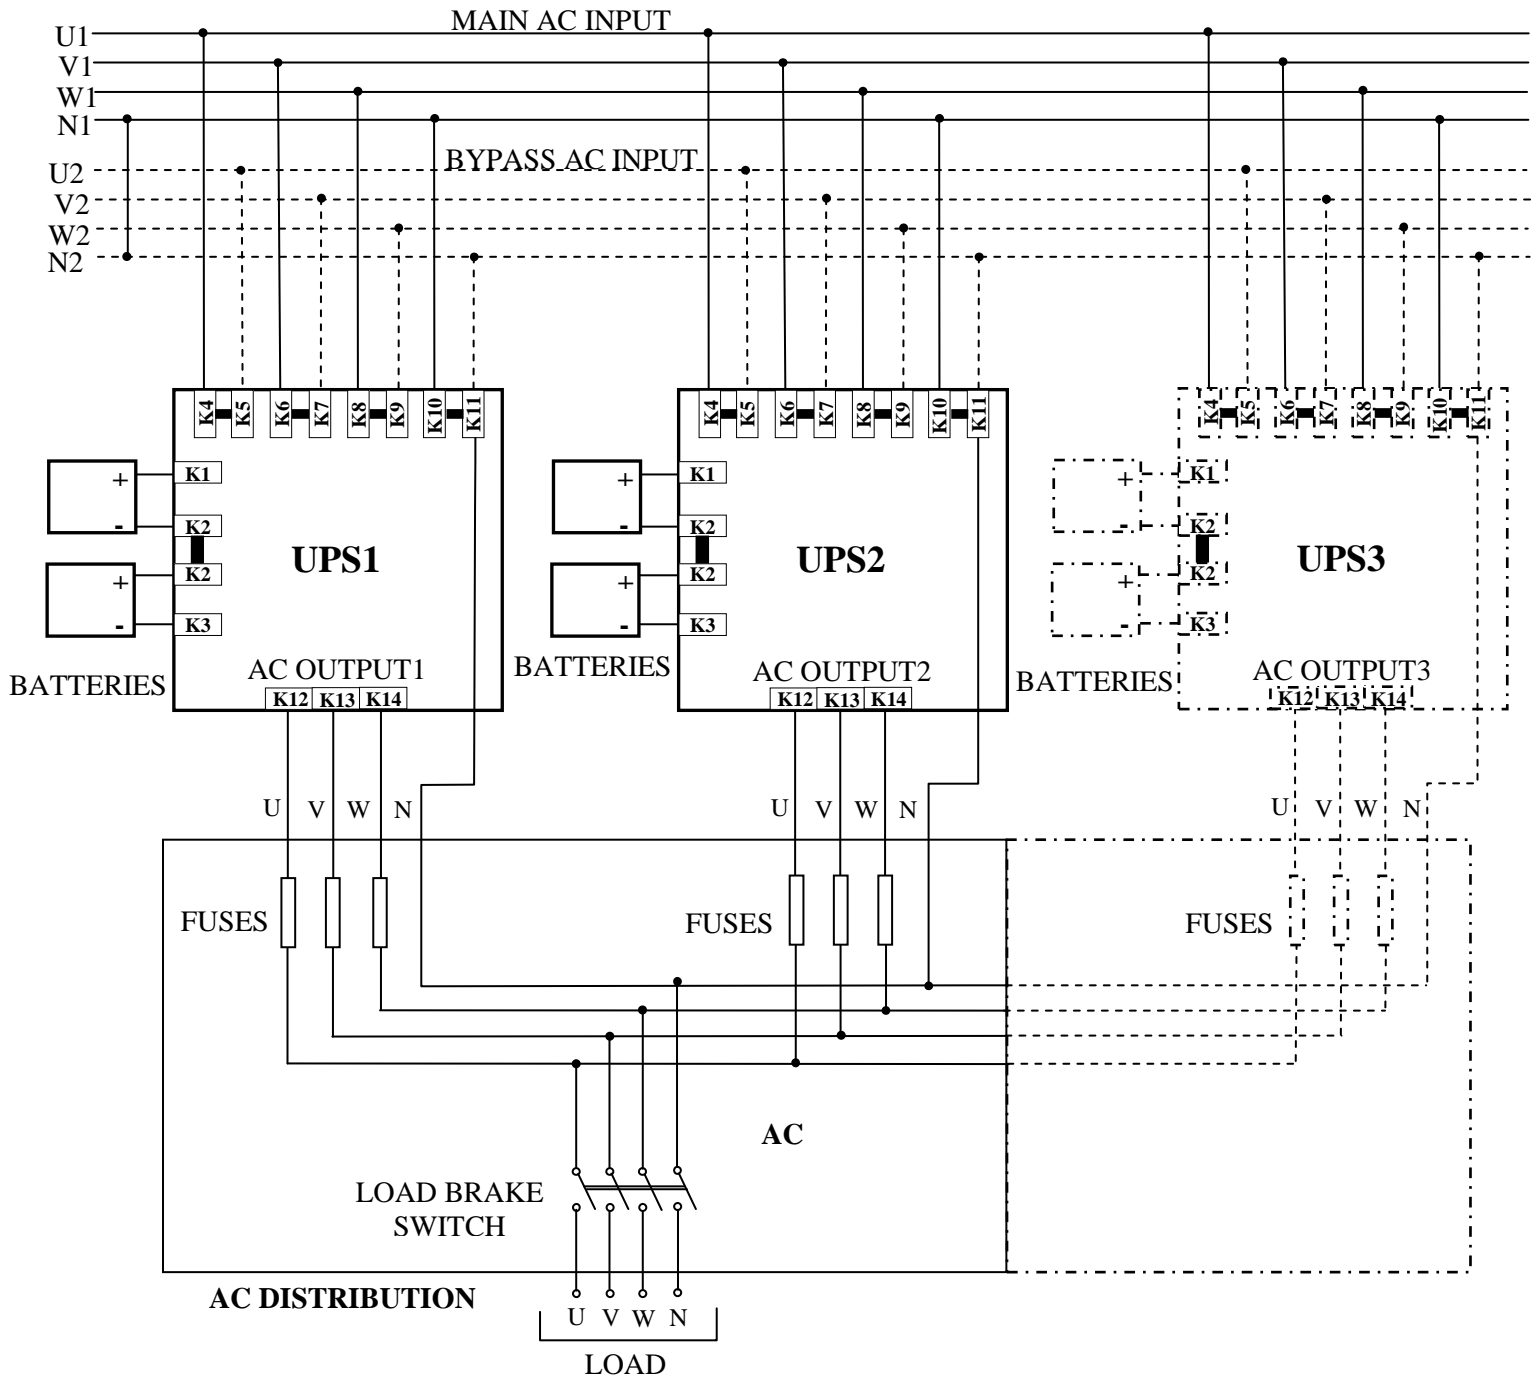 MAIN AC INPUT
U1
V1
W1
N1
BYPASS AC INPUT
U2
V2
W2
N2
K4 K5 K6 K7 K8 K9 K10 K11
K4 K5 K6 K7 K8 K9 K10 K11
K4 K5 K6 K7 K8 K9 K10 K11
+ K1
- K2
UPS1
+ K2
- K3
BATTERIES
AC OUTPUT1
K12 K13 K14
+ K1
- K2
UPS2
+ K2
- K3
BATTERIES
AC OUTPUT2
K12 K13 K14
+ K1
- K2
UPS3
+ K2
- K3
BATTERIES
AC OUTPUT3
K12 K13 K14
U V W N
U V W N
U V W N
FUSES
FUSES
FUSES
AC
LOAD BRAKE
SWITCH
AC DISTRIBUTION
U V W N
LOAD